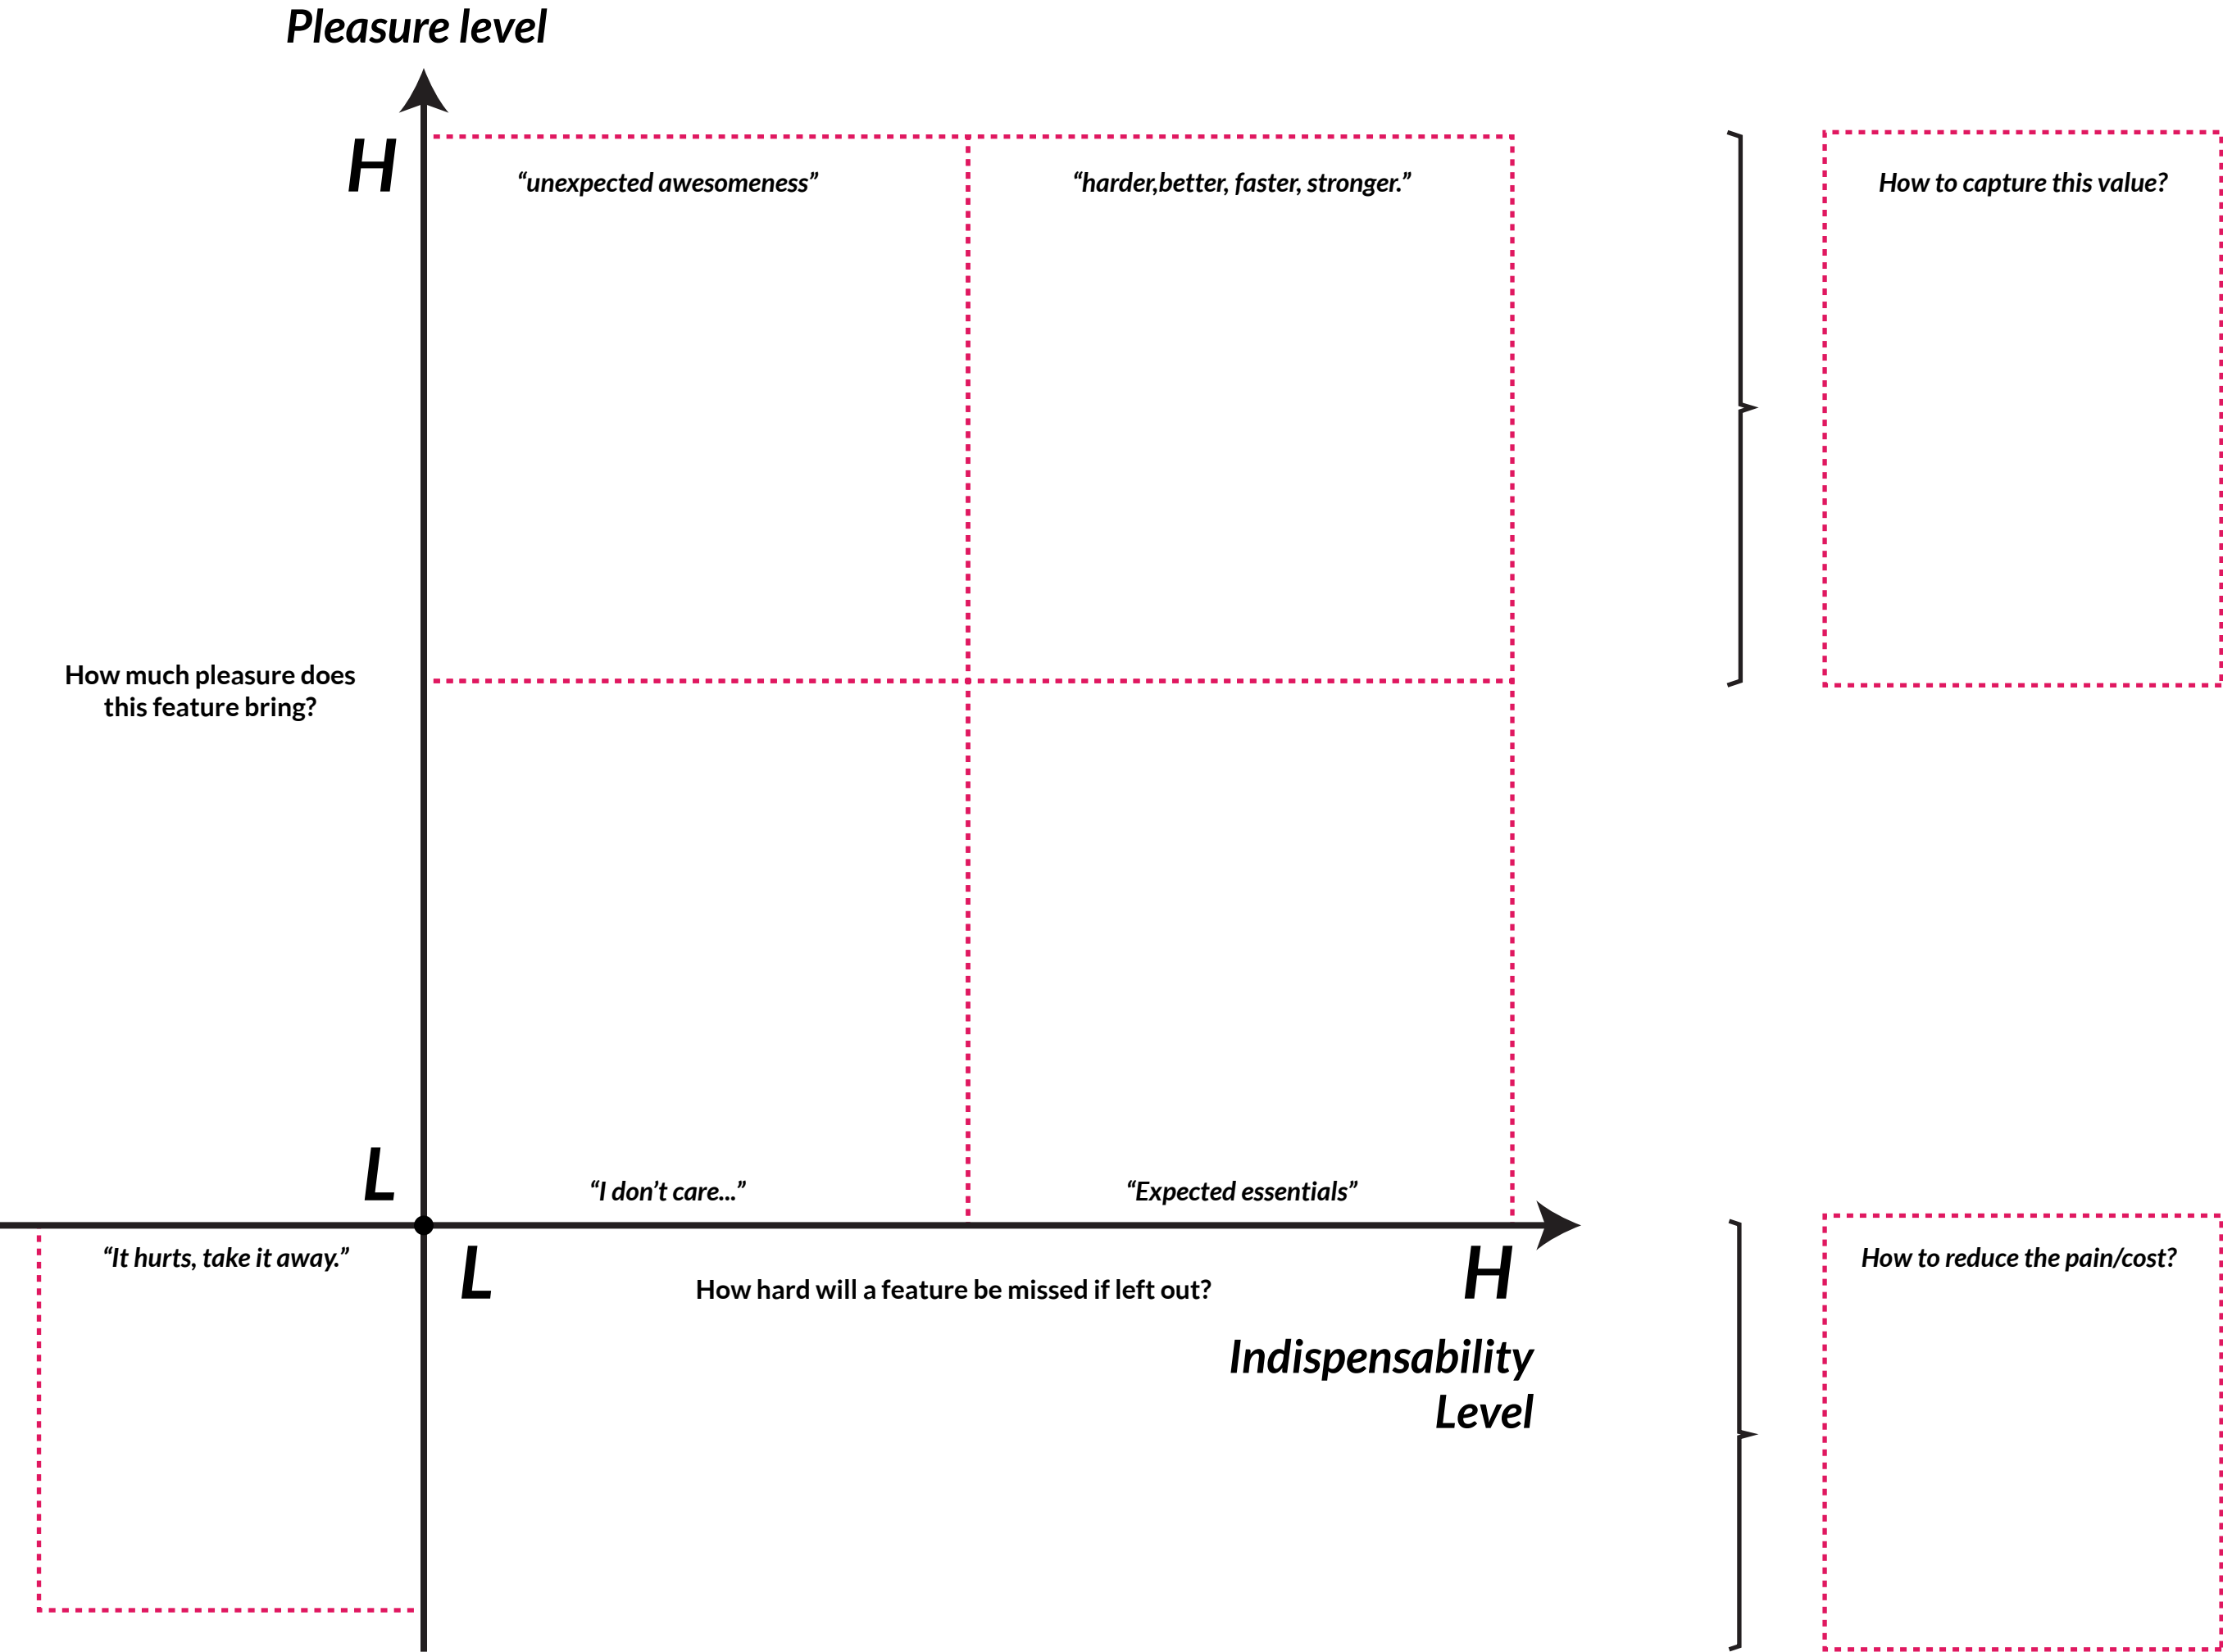 Pleasure level
H
“unexpected awesomeness”
“harder,better, faster, stronger.”
How to capture this value?
How much pleasure does
this feature bring?
L
“I don’t care...”
“Expected essentials”
“It hurts, take it away.”
L
How hard will a feature be missed if left out?
H
How to reduce the pain/cost?
Indispensability
Level